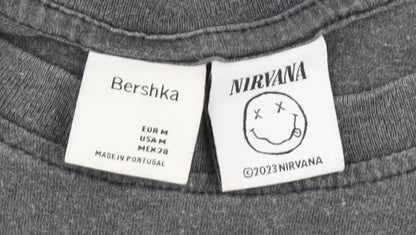 Bershka
EUR M
USA M
MEX 28
MADE IN PORTUGAL
NIRVANA
©2023 NIRVANA